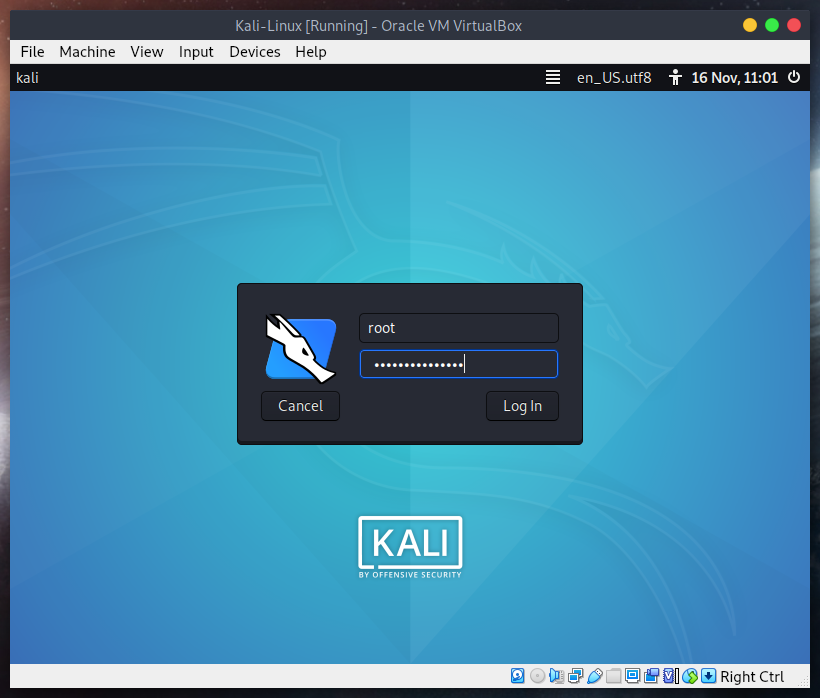 Kali-Linux [Running] - Oracle VM VirtualBox
File Machine View Input Devices Help
kali en_US.utf8 16 Nov, 11:01
root
•••••••••••••••
Cancel Log In
KALI
BY OFFENSIVE SECURITY
Right Ctrl